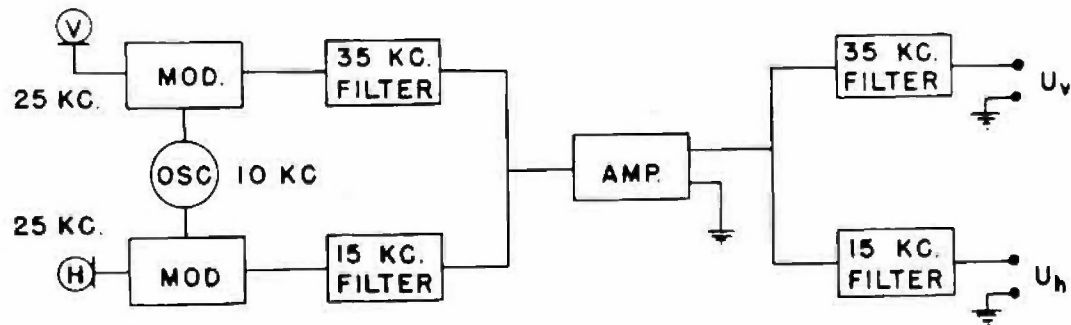 V
MOD.
25 KC.
35 KC.
FILTER
OSC
10 KC
25 KC.
H
MOD
15 KC.
FILTER
AMP.
35 KC.
FILTER
Uv
15 KC.
FILTER
Uh